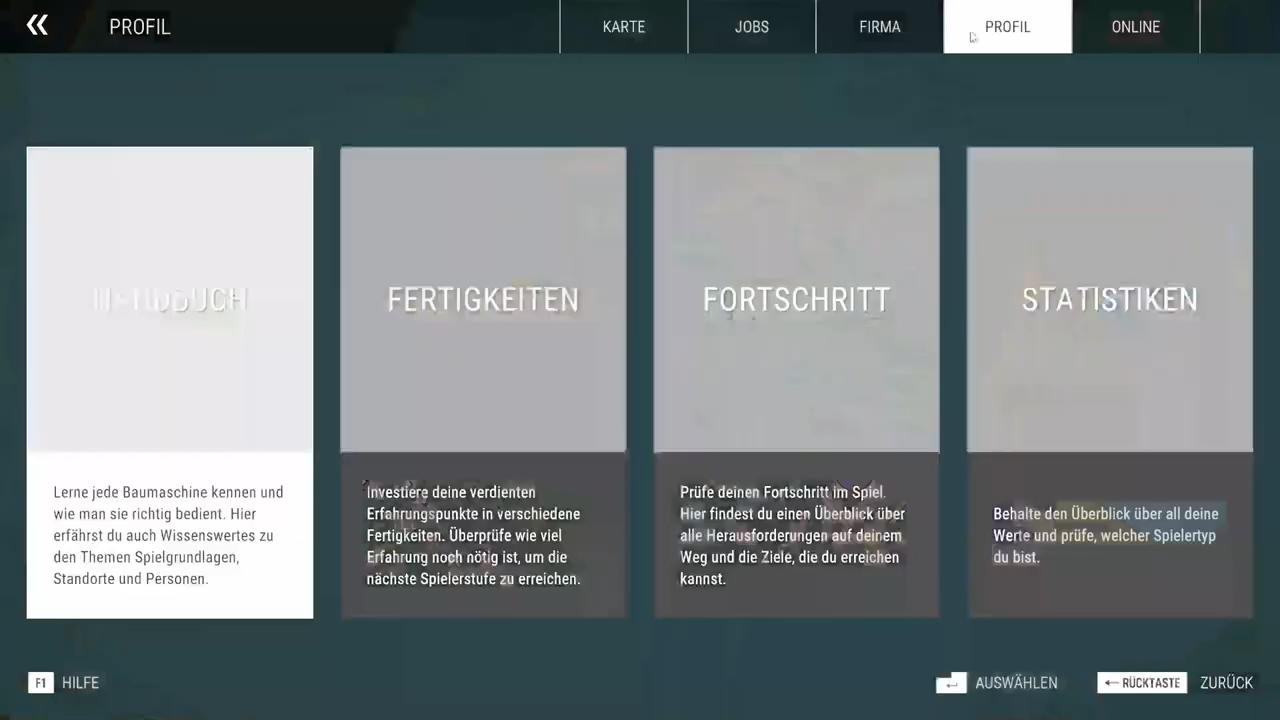 PROFIL
KARTE
JOBS
FIRMA
PROFIL
ONLINE
FERTIGKEITEN
FORTSCHRITT
STATISTIKEN
Lerne jede Baumaschine kennen und
wie man sie richtig bedient. Hier
erfährst du auch Wissenswertes zu
den Themen Spielgrundlagen,
Standorte und Personen.
Investiere deine verdienten
Erfahrungspunkte in verschiedene
Fertigkeiten. Überprüfe wie viel
Erfahrung noch nötig ist, um die
nächste Spielerstufe zu erreichen.
Prüfe deinen Fortschritt im Spiel.
Hier findest du einen Überblick über
alle Herausforderungen auf deinem
Weg und die Ziele, die du erreichen
kannst.
Behalte den Überblick über all deine
Werte und prüfe, welcher Spielertyp
du bist.
F1 HILFE
AUSWÄHLEN
RÜCKTASTE ZURÜCK